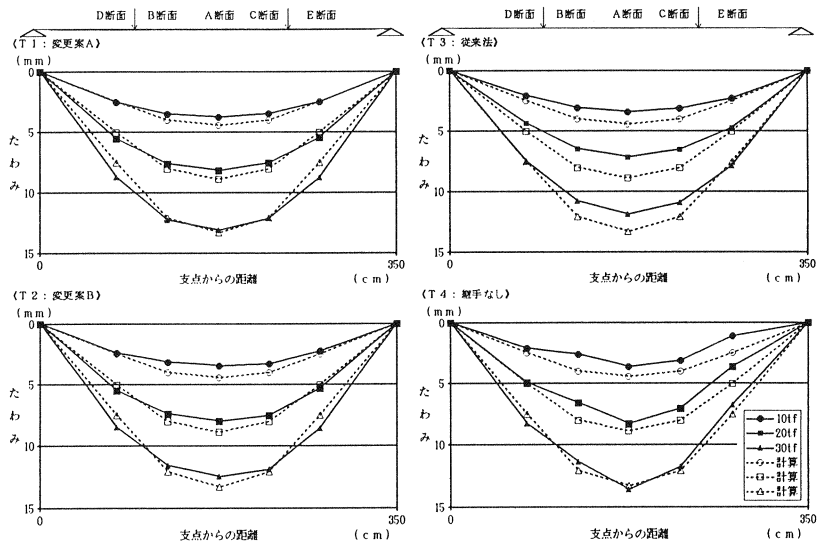 D断面 B断面 A断面 C断面 E断面
D断面 B断面 A断面 C断面 E断面
《T1:変更案A》
(mm)
0
5
10
15
たわみ
0
支点からの距離
350
(cm)
《T3:従来法》
(mm)
0
5
10
15
たわみ
0
支点からの距離
350
(cm)
《T2:変更案B》
(mm)
0
5
10
15
たわみ
0
支点からの距離
350
(cm)
《T4:継手なし》
(mm)
0
5
10
15
たわみ
10tf
20tf
30tf
計算
計算
計算
0
支点からの距離
350
(cm)